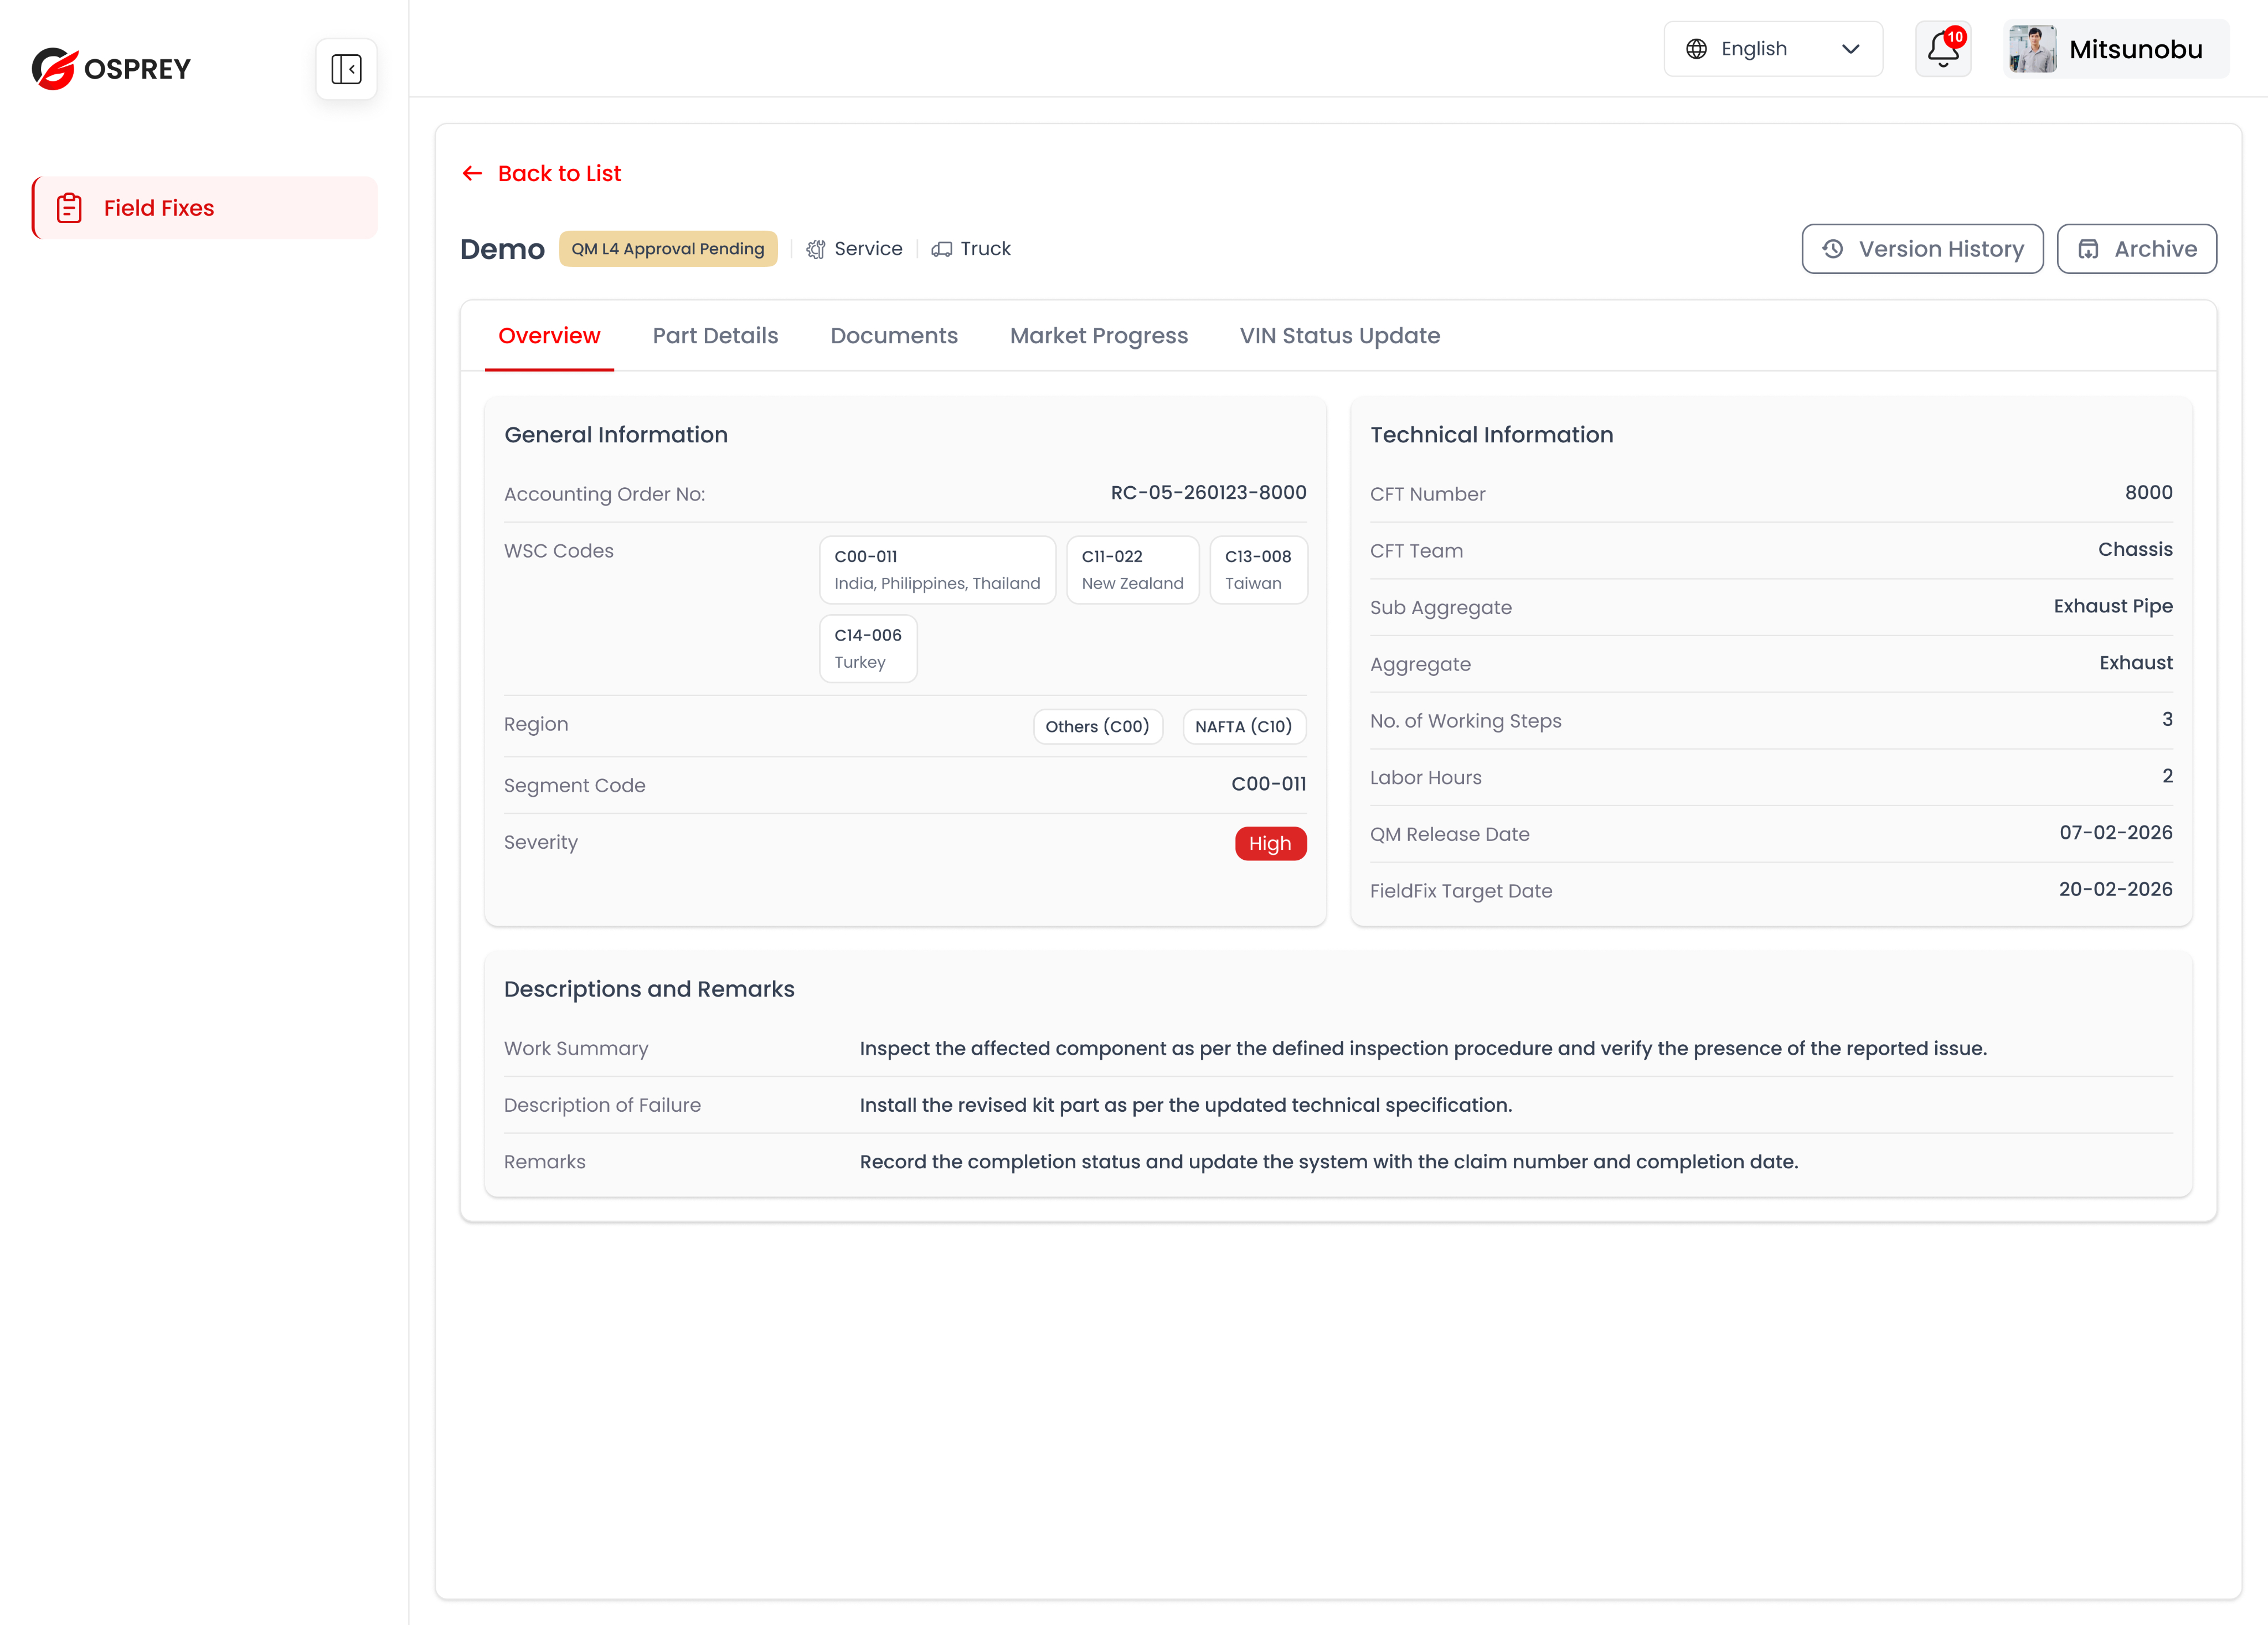 OSPREY
English
10
Mitsunobu
Field Fixes
Back to List
Demo
QM L4 Approval Pending
Service
Truck
Version History
Archive
Overview
Part Details
Documents
Market Progress
VIN Status Update
General Information
Accounting Order No:
RC-05-260123-8000
WSC Codes
C00-011
India, Philippines, Thailand
C11-022
New Zealand
C13-008
Taiwan
C14-006
Turkey
Region
Others (C00)
NAFTA (C10)
Segment Code
C00-011
Severity
High
Technical Information
CFT Number
8000
CFT Team
Chassis
Sub Aggregate
Exhaust Pipe
Aggregate
Exhaust
No. of Working Steps
3
Labor Hours
2
QM Release Date
07-02-2026
FieldFix Target Date
20-02-2026
Descriptions and Remarks
Work Summary
Inspect the affected component as per the defined inspection procedure and verify the presence of the reported issue.
Description of Failure
Install the revised kit part as per the updated technical specification.
Remarks
Record the completion status and update the system with the claim number and completion date.